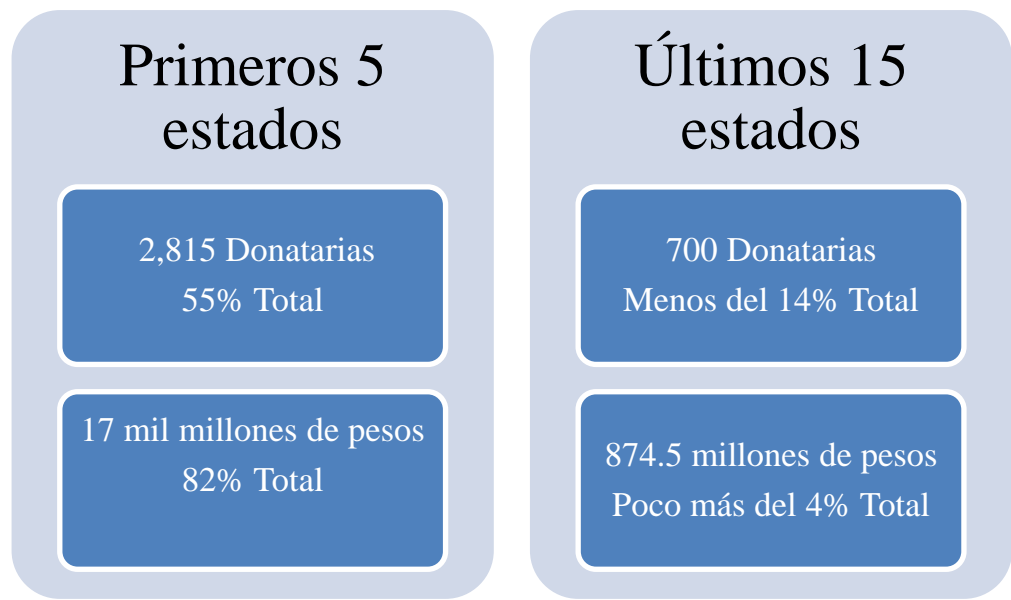 Primeros 5
estados
2,815 Donatarias
55% Total
17 mil millones de pesos
82% Total
Últimos 15
estados
700 Donatarias
Menos del 14% Total
874.5 millones de pesos
Poco más del 4% Total